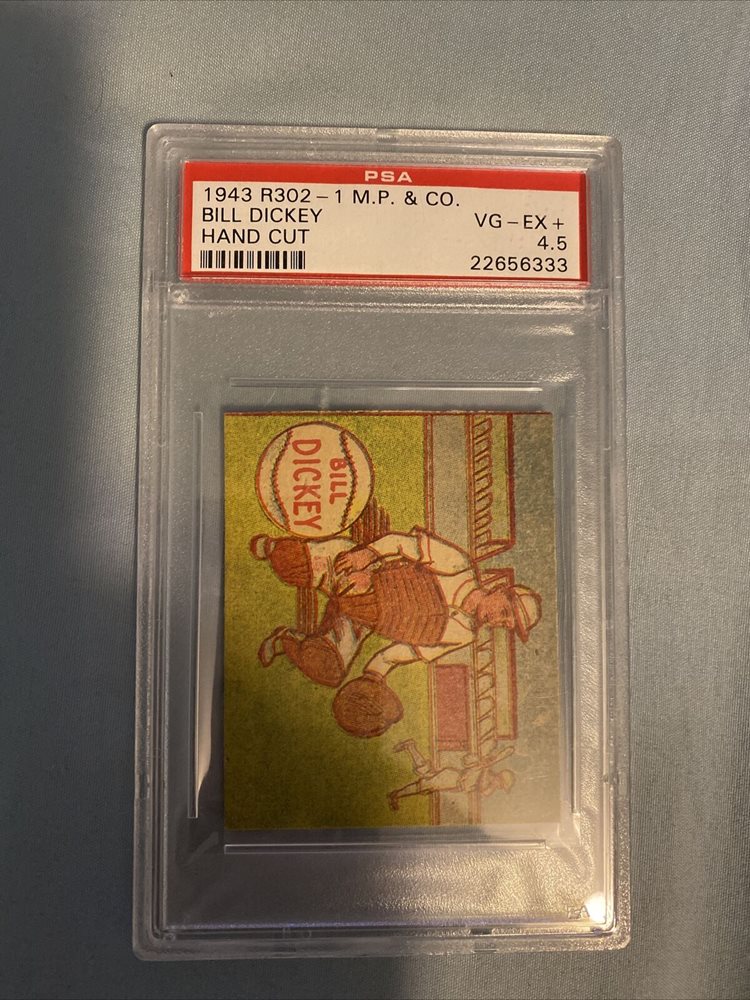 PSA
1943 R302-1 M.P. & CO.
BILL DICKEY
VG-EX+
HAND CUT
4.5
22656333
BILL
DICKEY